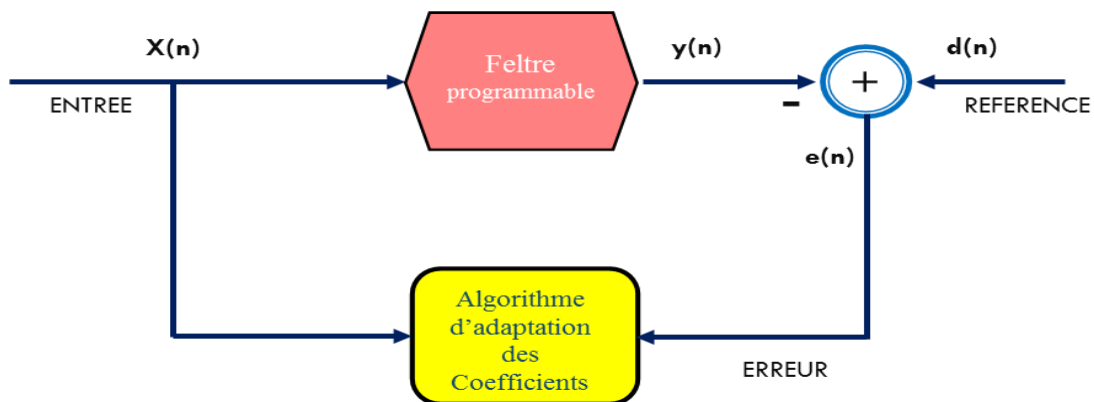 X(n)
ENTREE
Feltre
programmable
y(n)
+
-
d(n)
REFERENCE
e(n)
Algorithme
d'adaptation
des
Coefficients
ERREUR